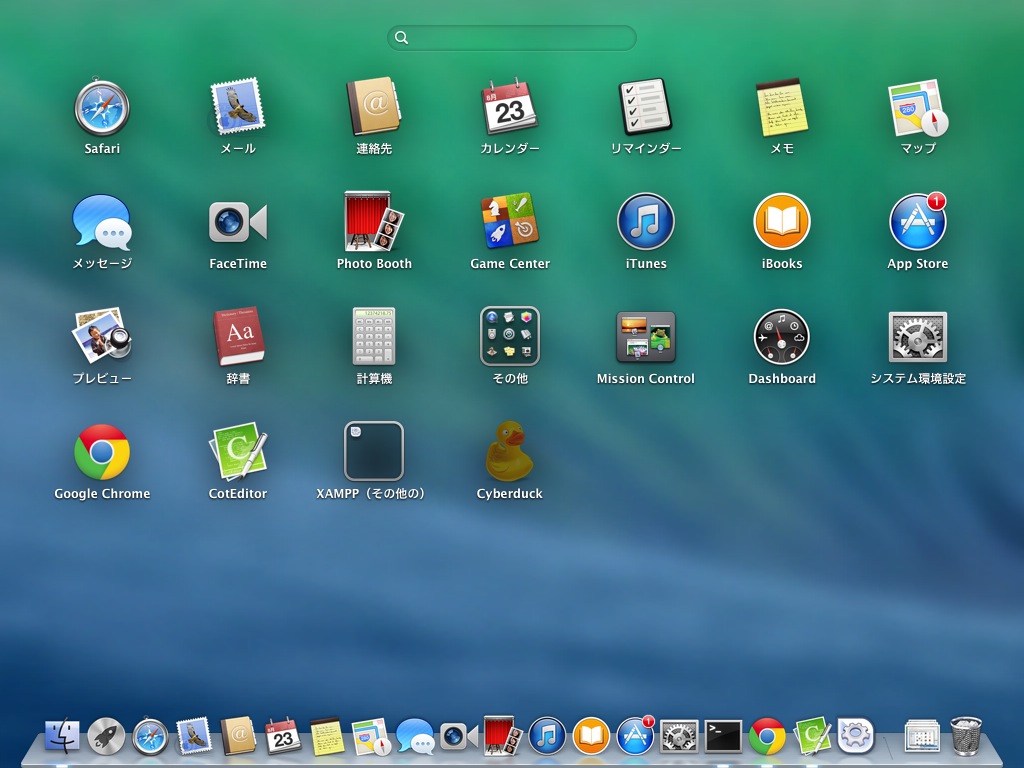 Safari
メール
連絡先
8月
23
カレンダー
リマインダー
メモ
280
マップ
メッセージ
FaceTime
Photo Booth
Game Center
iTunes
iBooks
1
App Store
プレビュー
Aa
辞書
計算機
その他
Mission Control
Dashboard
システム環境設定
Google Chrome
C
CotEditor
XAMPP（その他の）
Cyberduck
23
1